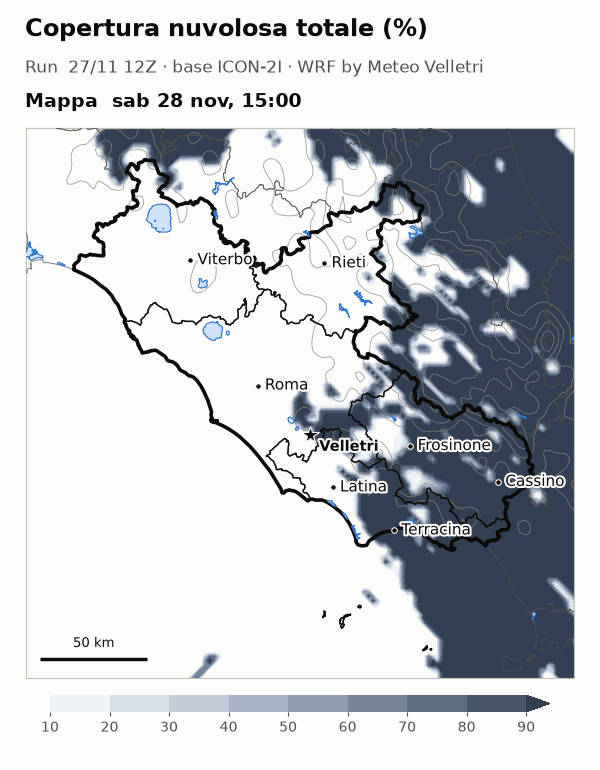 Copertura nuvolosa totale (%)
Run  27/11 12Z · base ICON-2I · WRF by Meteo Velletri
Mappa  sab 28 nov, 15:00
Viterbo
Rieti
Roma
Velletri
Frosinone
Cassino
Latina
Terracina
50 km
10 20 30 40 50 60 70 80 90